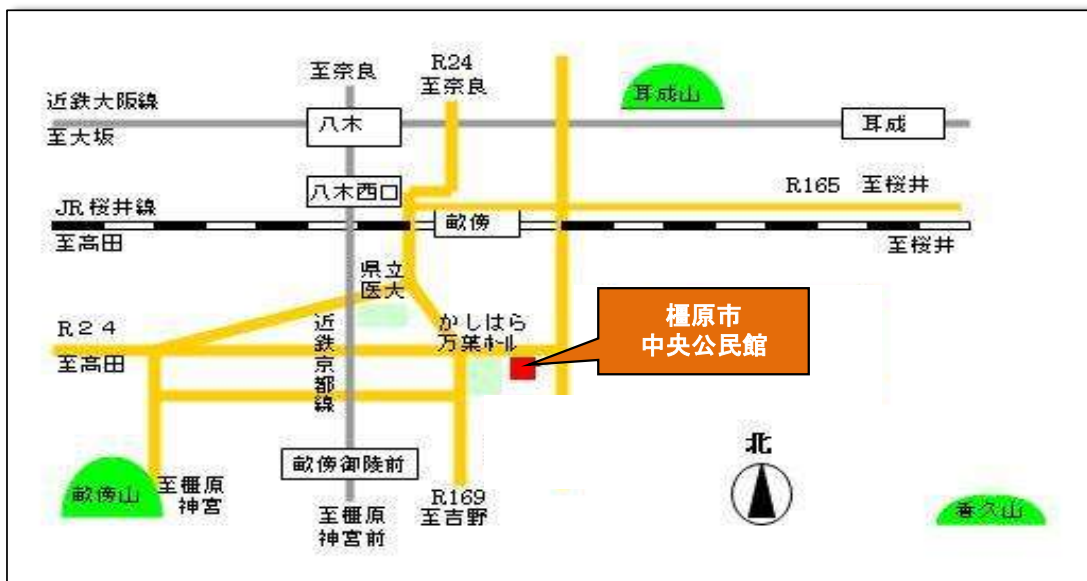 R24
至奈良
至奈良
耳成山
近鉄大阪線
至大坂
八木
耳成
八木西口
R165 至桜井
JR桜井線
至高田
畝傍
至桜井
県立
医大
R24
至高田
近鉄京都線
かしはら
万葉ホール
橿原市
中央公民館
畝傍山
至橿原
神宮
畝傍御陵前
至橿原
神宮前
R169
至吉野
北
香久山